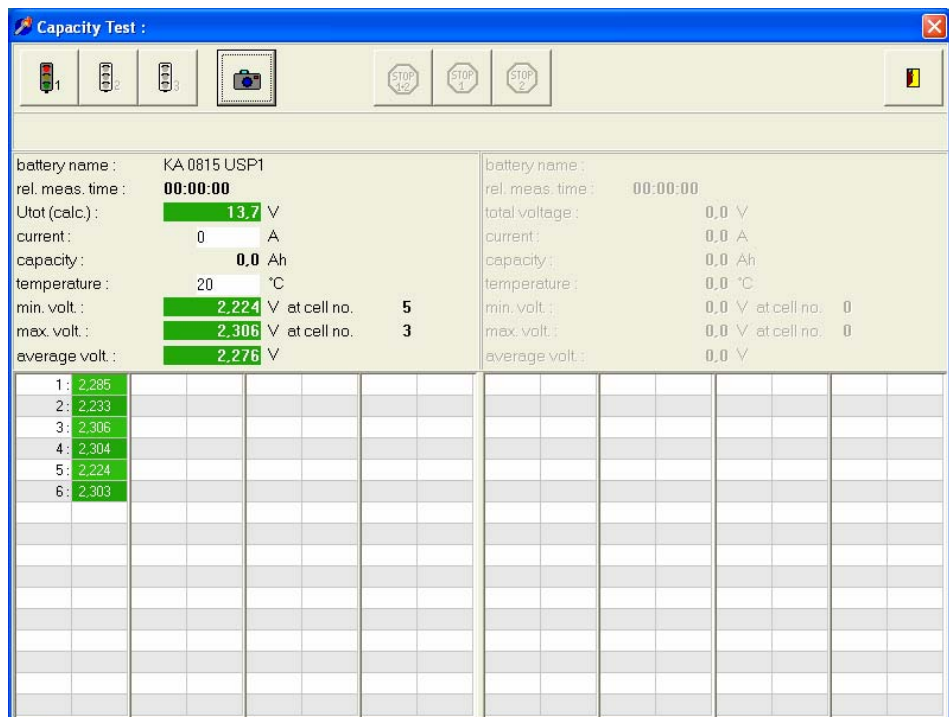 Capacity Test :
1 2 3 STOP 1+2 STOP 1 STOP 2
battery name : KA 0815 USP1
rel. meas. time : 00:00:00
Utot (calc.) : 13,7 V
current : 0 A
capacity : 0,0 Ah
temperature : 20 °C
min. volt. : 2,224 V at cell no. 5
max. volt. : 2,306 V at cell no. 3
average volt. : 2,276 V
battery name :
rel. meas. time : 00:00:00
total voltage : 0,0 V
current : 0,0 A
capacity : 0,0 Ah
temperature : 0,0 °C
min. volt. : 0,0 V at cell no. 0
max. volt. : 0,0 V at cell no. 0
average volt. : 0,0 V
1 : 2,285
2 : 2,233
3 : 2,306
4 : 2,304
5 : 2,224
6 : 2,303